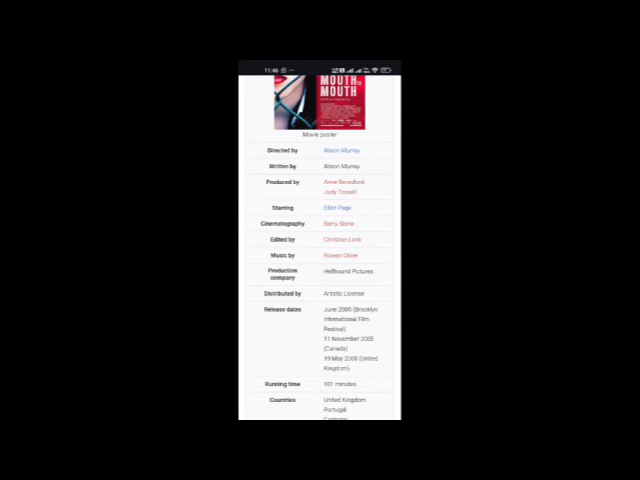 11:46
MOUTH TO
MOUTH
Movie poster
Directed by Alison Murray
Written by Alison Murray
Produced by Anne Beresford
Judy Tossell
Starring Elliot Page
Cinematography Barry Stone
Edited by Christian Lonk
Music by Rowan Oliver
Production
company
Hellhound Pictures
Distributed by Artistic License
Release dates June 2005 (Brooklyn
International Film
Festival)
11 November 2005
(Canada)
19 May 2006 (United
Kingdom)
Running time 101 minutes
Countries United Kingdom
Portugal